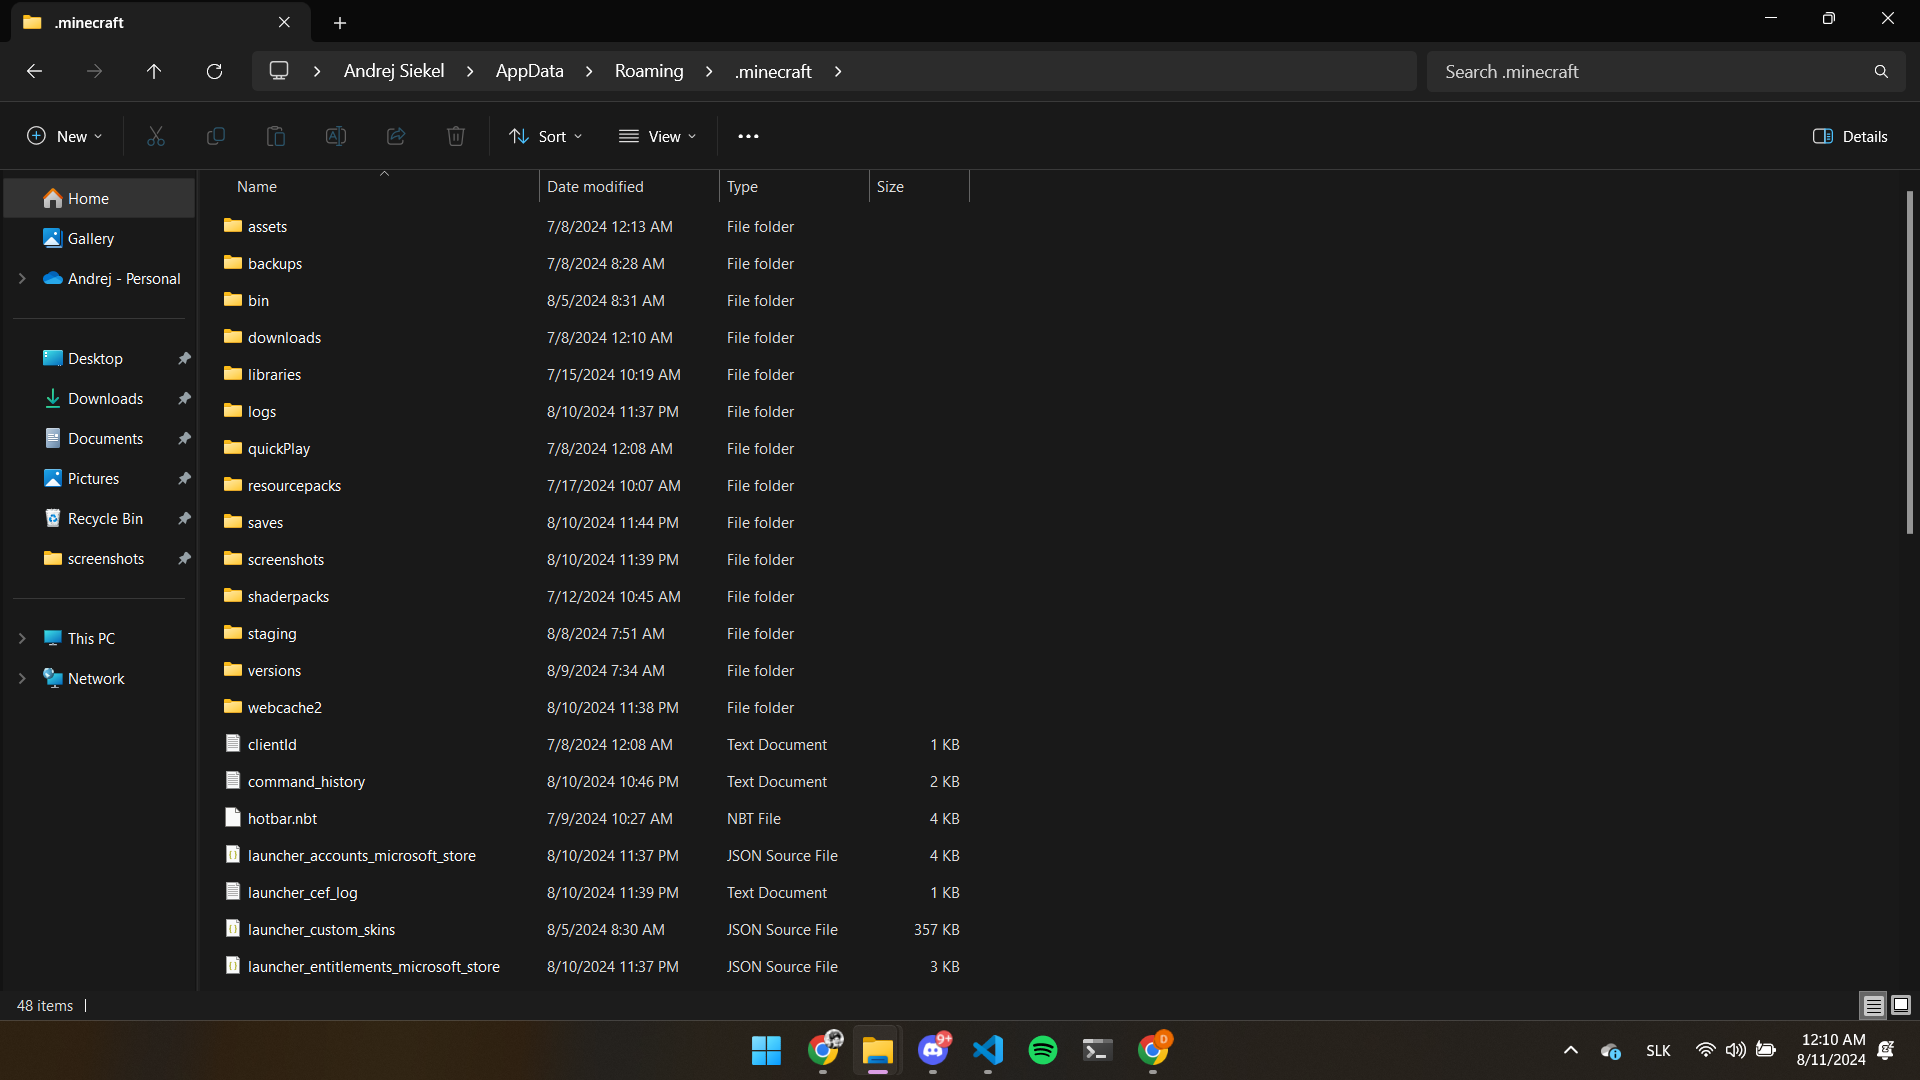 .minecraft
Andrej Siekel
AppData
Roaming
.minecraft
Search .minecraft
New
Sort
View
Details
Home
Gallery
Andrej - Personal
Desktop
Downloads
Documents
Pictures
Recycle Bin
screenshots
This PC
Network
Name Date modified Type Size
assets 7/8/2024 12:13 AM File folder
backups 7/8/2024 8:28 AM File folder
bin 8/5/2024 8:31 AM File folder
downloads 7/8/2024 12:10 AM File folder
libraries 7/15/2024 10:19 AM File folder
logs 8/10/2024 11:37 PM File folder
quickPlay 7/8/2024 12:08 AM File folder
resourcepacks 7/17/2024 10:07 AM File folder
saves 8/10/2024 11:44 PM File folder
screenshots 8/10/2024 11:39 PM File folder
shaderpacks 7/12/2024 10:45 AM File folder
staging 8/8/2024 7:51 AM File folder
versions 8/9/2024 7:34 AM File folder
webcache2 8/10/2024 11:38 PM File folder
clientId 7/8/2024 12:08 AM Text Document 1 KB
command_history 8/10/2024 10:46 PM Text Document 2 KB
hotbar.nbt 7/9/2024 10:27 AM NBT File 4 KB
launcher_accounts_microsoft_store 8/10/2024 11:37 PM JSON Source File 4 KB
launcher_cef_log 8/10/2024 11:39 PM Text Document 1 KB
launcher_custom_skins 8/5/2024 8:30 AM JSON Source File 357 KB
launcher_entitlements_microsoft_store 8/10/2024 11:37 PM JSON Source File 3 KB
48 items
9+
D
SLK
12:10 AM
8/11/2024